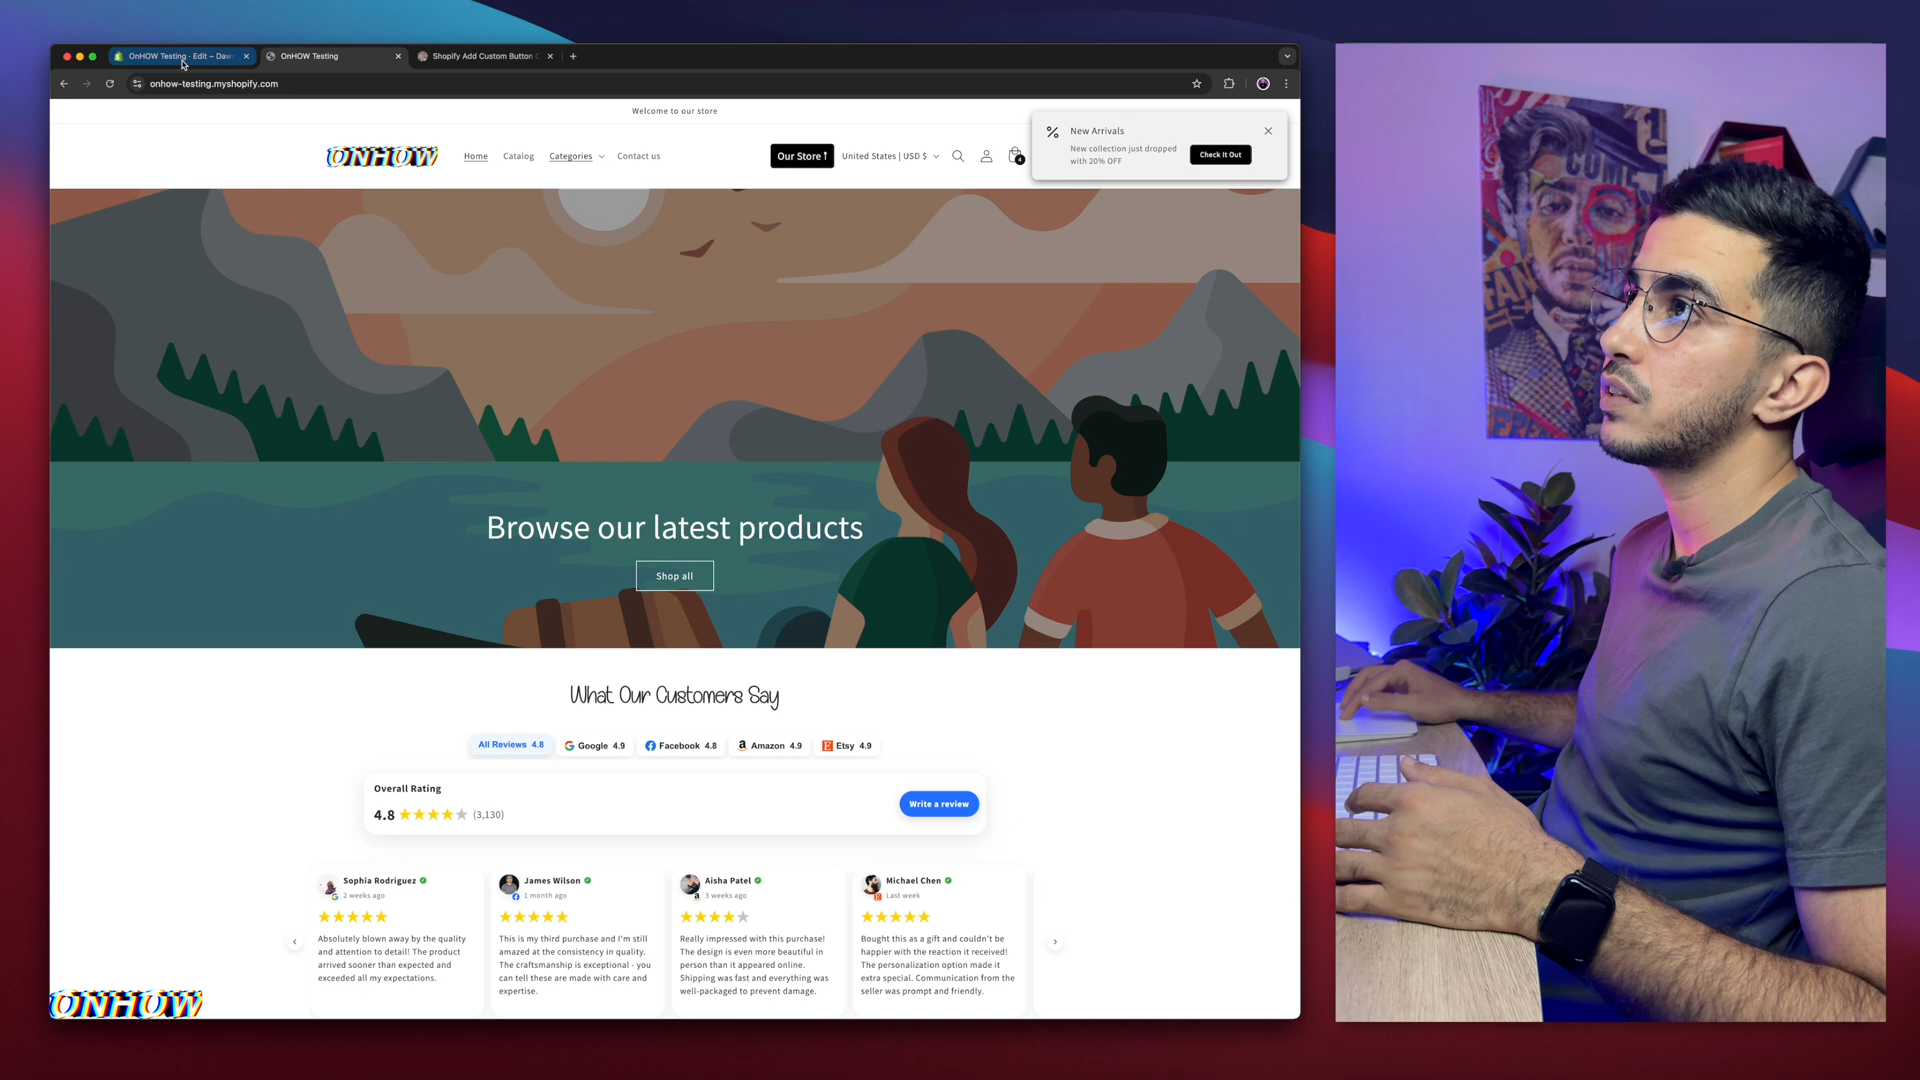 OnHOW Testing · Edit ~ Daw
OnHOW Testing
Shopify Add Custom Button
onhow-testing.myshopify.com
Welcome to our store
ONHOW
Home
Catalog
Categories
Contact us
Our Store !
United States | USD $
4
New Arrivals
New collection just dropped
with 20% OFF
Check It Out
Browse our latest products
Shop all
What Our Customers Say
All Reviews 4.8
Google 4.9
Facebook 4.8
Amazon 4.9
Etsy 4.9
Overall Rating
4.8 ★★★★★ (3,130)
Write a review
Sophia Rodriguez
2 weeks ago
Absolutely blown away by the quality
and attention to detail! The product
arrived sooner than expected and
exceeded all my expectations.
James Wilson
1 month ago
This is my third purchase and I'm still
amazed at the consistency in quality.
The craftsmanship is exceptional - you
can tell these are made with care and
expertise.
Aisha Patel
3 weeks ago
Really impressed with this purchase!
The design is even more beautiful in
person than it appeared online.
Shipping was fast and everything was
well-packaged to prevent damage.
Michael Chen
Last week
Bought this as a gift and couldn't be
happier with the reaction it received!
The personalization option made it
extra special. Communication from the
seller was prompt and friendly.
ONHOW
COME
FAN